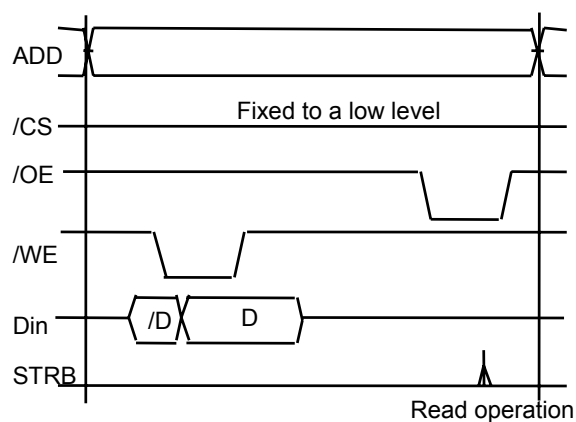 ADD
Fixed to a low level
/CS
/OE
/WE
Din
/D
D
STRB
Read operation